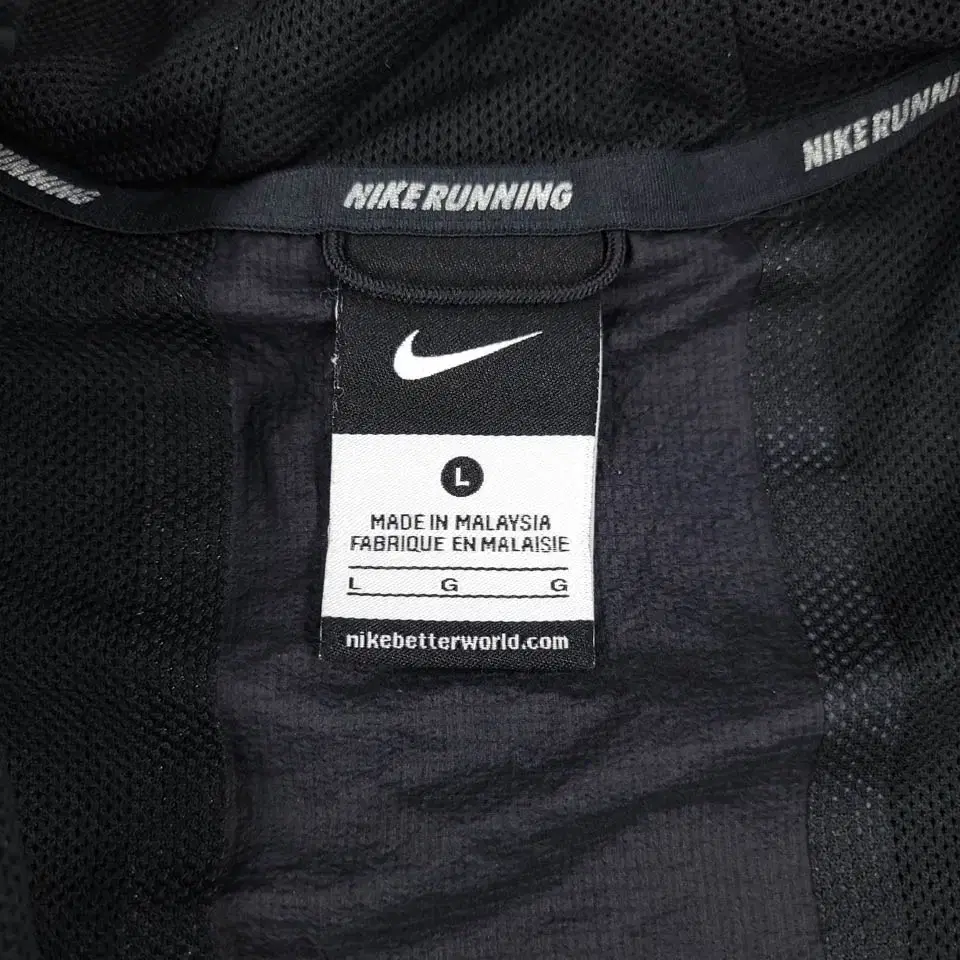 NIKE RUNNING
NIKE RUNNING
NIKE RUNNING
L
MADE IN MALAYSIA
FABRIQUE EN MALAISIE
L G G
nikebetterworld.com